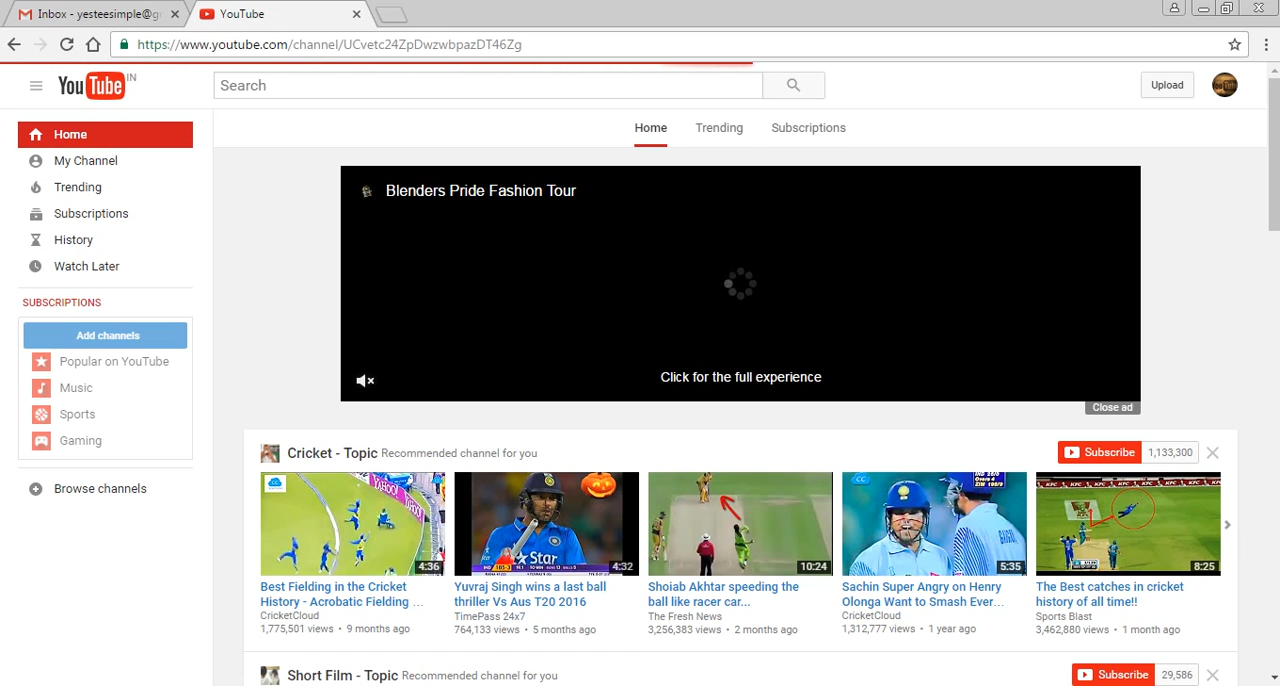 Inbox - yesteesimple@g
YouTube
https://www.youtube.com/channel/UCvetc24ZpDwzwbpazDT46Zg
YouTube IN
Search
Upload
Home
My Channel
Trending
Subscriptions
History
Watch Later
SUBSCRIPTIONS
Add channels
Popular on YouTube
Music
Sports
Gaming
Browse channels
Home Trending Subscriptions
Blenders Pride Fashion Tour
Click for the full experience
Close ad
Cricket - Topic Recommended channel for you
Subscribe 1,133,300
YAHOO!
4:36
Star
4:32
10:24
CC
5:35
KFC
8:25
Best Fielding in the Cricket
History - Acrobatic Fielding ...
CricketCloud
1,775,501 views • 9 months ago
Yuvraj Singh wins a last ball
thriller Vs Aus T20 2016
TimePass 24x7
764,133 views • 5 months ago
Shoiab Akhtar speeding the
ball like racer car...
The Fresh News
3,256,383 views • 2 months ago
Sachin Super Angry on Henry
Olonga Want to Smash Ever...
CricketCloud
1,312,777 views • 1 year ago
The Best catches in cricket
history of all time!!
Sports Blast
3,462,880 views • 1 month ago
Short Film - Topic Recommended channel for you
Subscribe 29,586